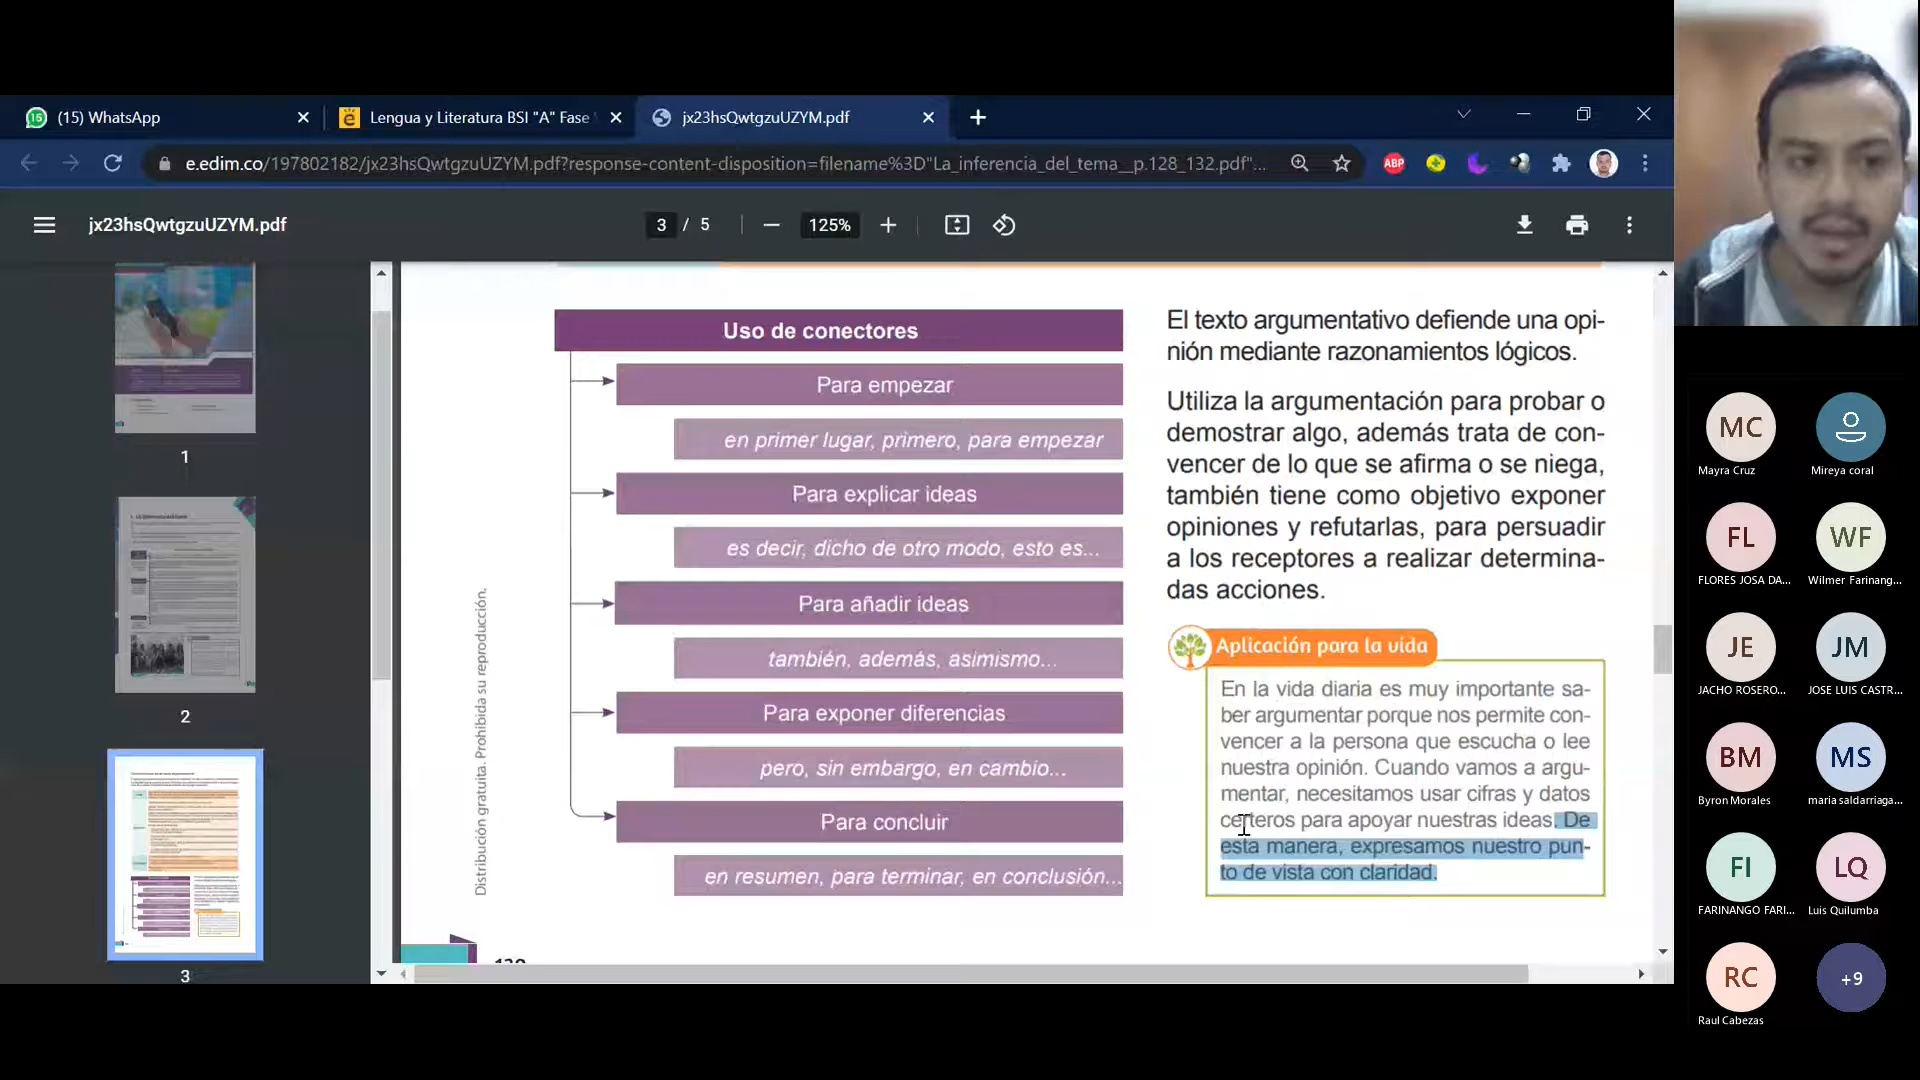 (15) WhatsApp
Lengua y Literatura BSI "A" Fase
jx23hsQwtgzuUZYM.pdf
e.edim.co/197802182/jx23hsQwtgzuUZYM.pdf?response-content-disposition=filename%3D"La_inferencia_del_tema__p.128_132.pdf"...
ABP
jx23hsQwtgzuUZYM.pdf
3 / 5
125%
1
2
3
Uso de conectores
Para empezar
en primer lugar, primero, para empezar
Para explicar ideas
es decir, dicho de otro modo, esto es...
Para añadir ideas
también, además, asimismo...
Para exponer diferencias
pero, sin embargo, en cambio...
Para concluir
en resumen, para terminar, en conclusión...
Distribución gratuita. Prohibida su reproducción.
El texto argumentativo defiende una opi-
nión mediante razonamientos lógicos.
Utiliza la argumentación para probar o
demostrar algo, además trata de con-
vencer de lo que se afirma o se niega,
también tiene como objetivo exponer
opiniones y refutarlas, para persuadir
a los receptores a realizar determina-
das acciones.
Aplicación para la vida
En la vida diaria es muy importante sa-
ber argumentar porque nos permite con-
vencer a la persona que escucha o lee
nuestra opinión. Cuando vamos a argu-
mentar, necesitamos usar cifras y datos
certeros para apoyar nuestras ideas. De
esta manera, expresamos nuestro pun-
to de vista con claridad.
MC
Mayra Cruz
Mireya coral
FL
FLORES JOSA DA...
WF
Wilmer Farinang...
JE
JACHO ROSERO...
JM
JOSE LUIS CASTR...
BM
Byron Morales
MS
maria saldarriaga...
FI
FARINANGO FARI...
LQ
Luis Quilumba
RC
Raul Cabezas
+9